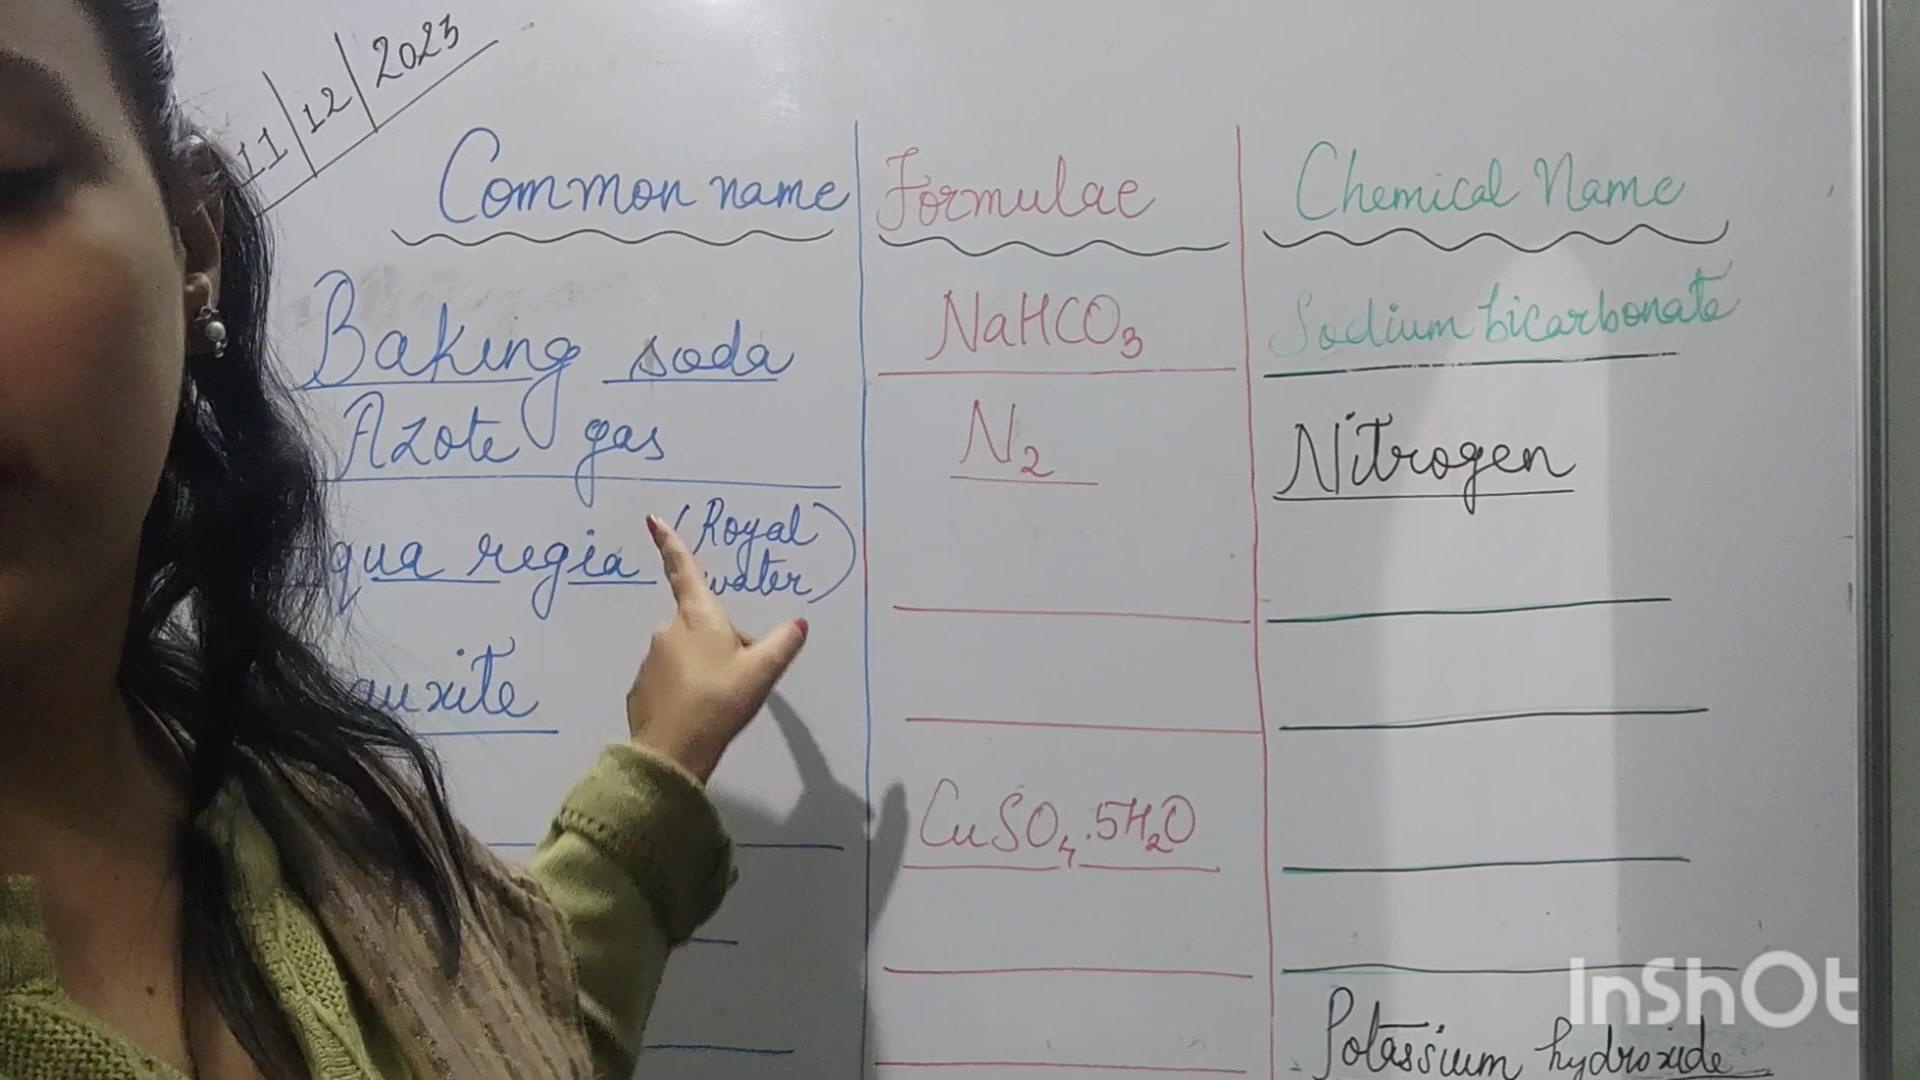 11/12/2023
Common name Formulae Chemical Name
Baking soda NaHCO₃ Sodium bicarbonate
Azote gas N₂ Nitrogen
qua regia (Royal water)
auxite
CuSO₄.5H₂O
Potassium hydroxide
InShOt